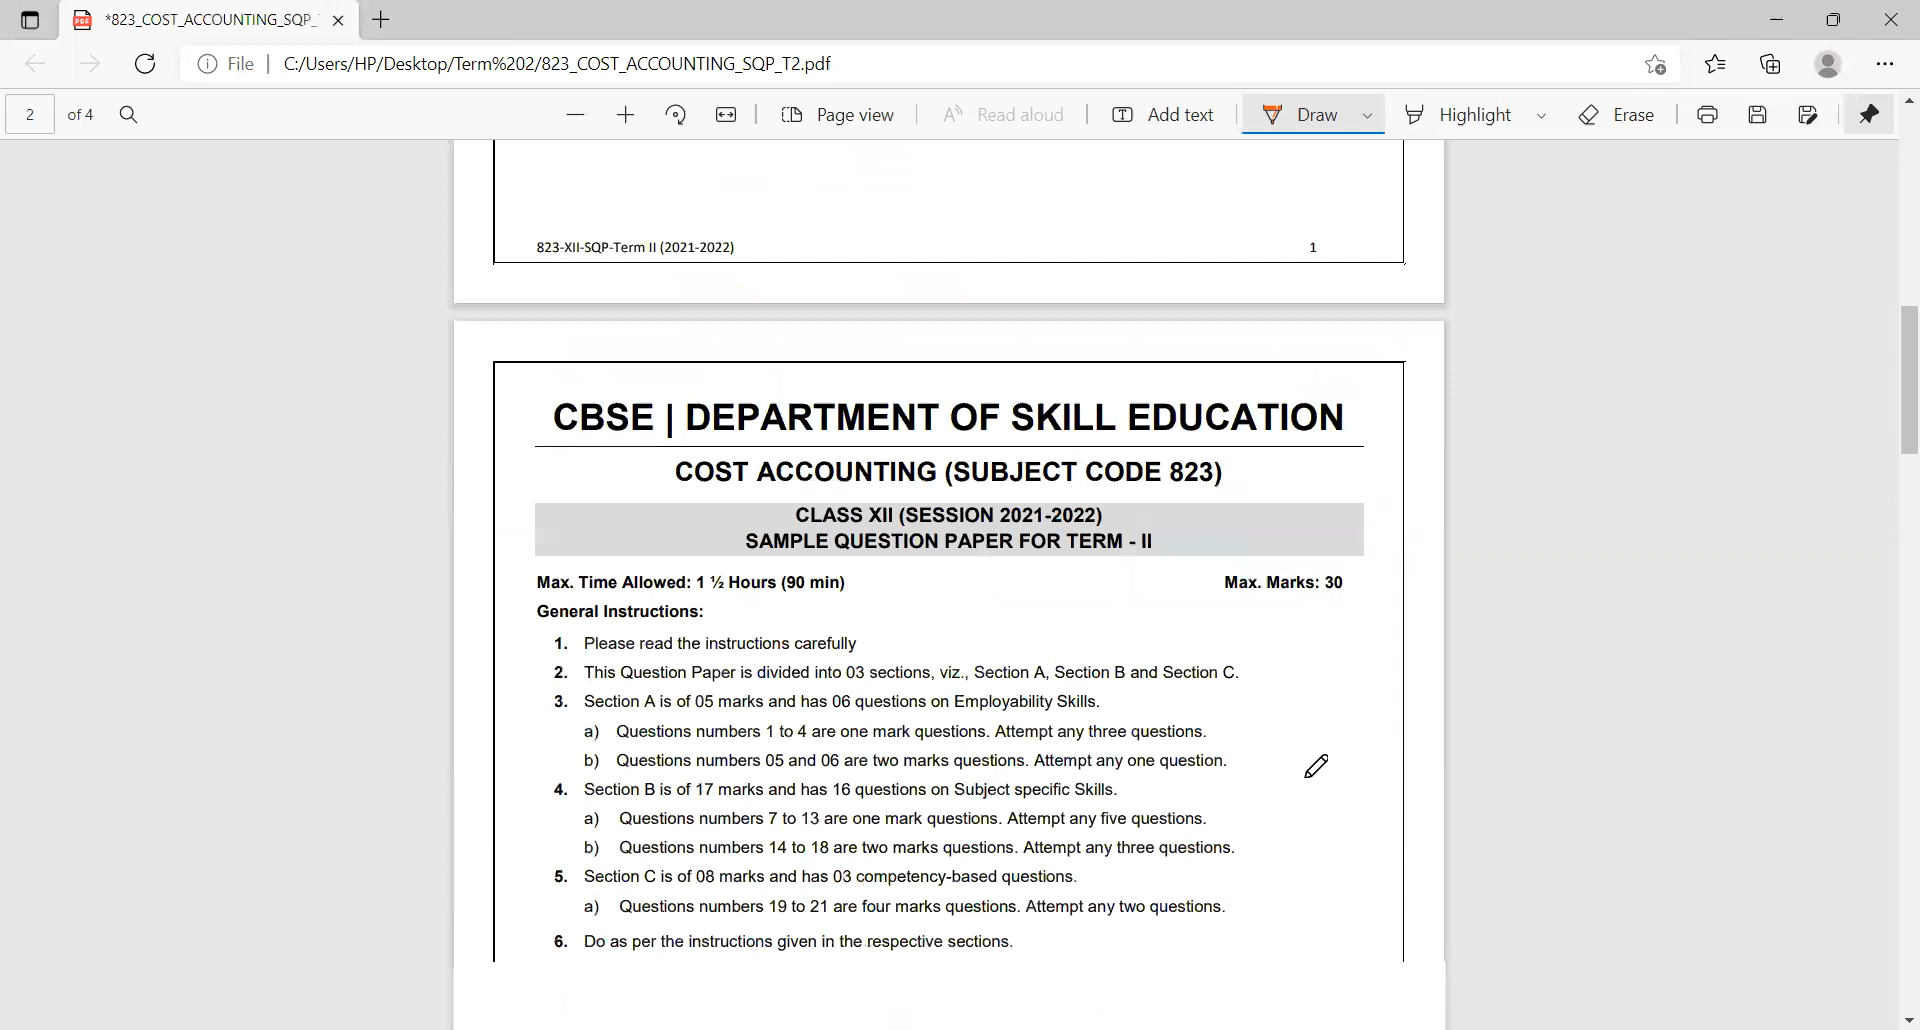 *823_COST_ACCOUNTING_SQP_
File
C:/Users/HP/Desktop/Term%202/823_COST_ACCOUNTING_SQP_T2.pdf
2 of 4
Page view
Read aloud
Add text
Draw
Highlight
Erase
823-XII-SQP-Term II (2021-2022) 1
CBSE | DEPARTMENT OF SKILL EDUCATION
COST ACCOUNTING (SUBJECT CODE 823)
CLASS XII (SESSION 2021-2022)
SAMPLE QUESTION PAPER FOR TERM - II
Max. Time Allowed: 1 ½ Hours (90 min) Max. Marks: 30
General Instructions:
1. Please read the instructions carefully
2. This Question Paper is divided into 03 sections, viz., Section A, Section B and Section C.
3. Section A is of 05 marks and has 06 questions on Employability Skills.
a) Questions numbers 1 to 4 are one mark questions. Attempt any three questions.
b) Questions numbers 05 and 06 are two marks questions. Attempt any one question.
4. Section B is of 17 marks and has 16 questions on Subject specific Skills.
a) Questions numbers 7 to 13 are one mark questions. Attempt any five questions.
b) Questions numbers 14 to 18 are two marks questions. Attempt any three questions.
5. Section C is of 08 marks and has 03 competency-based questions.
a) Questions numbers 19 to 21 are four marks questions. Attempt any two questions.
6. Do as per the instructions given in the respective sections.